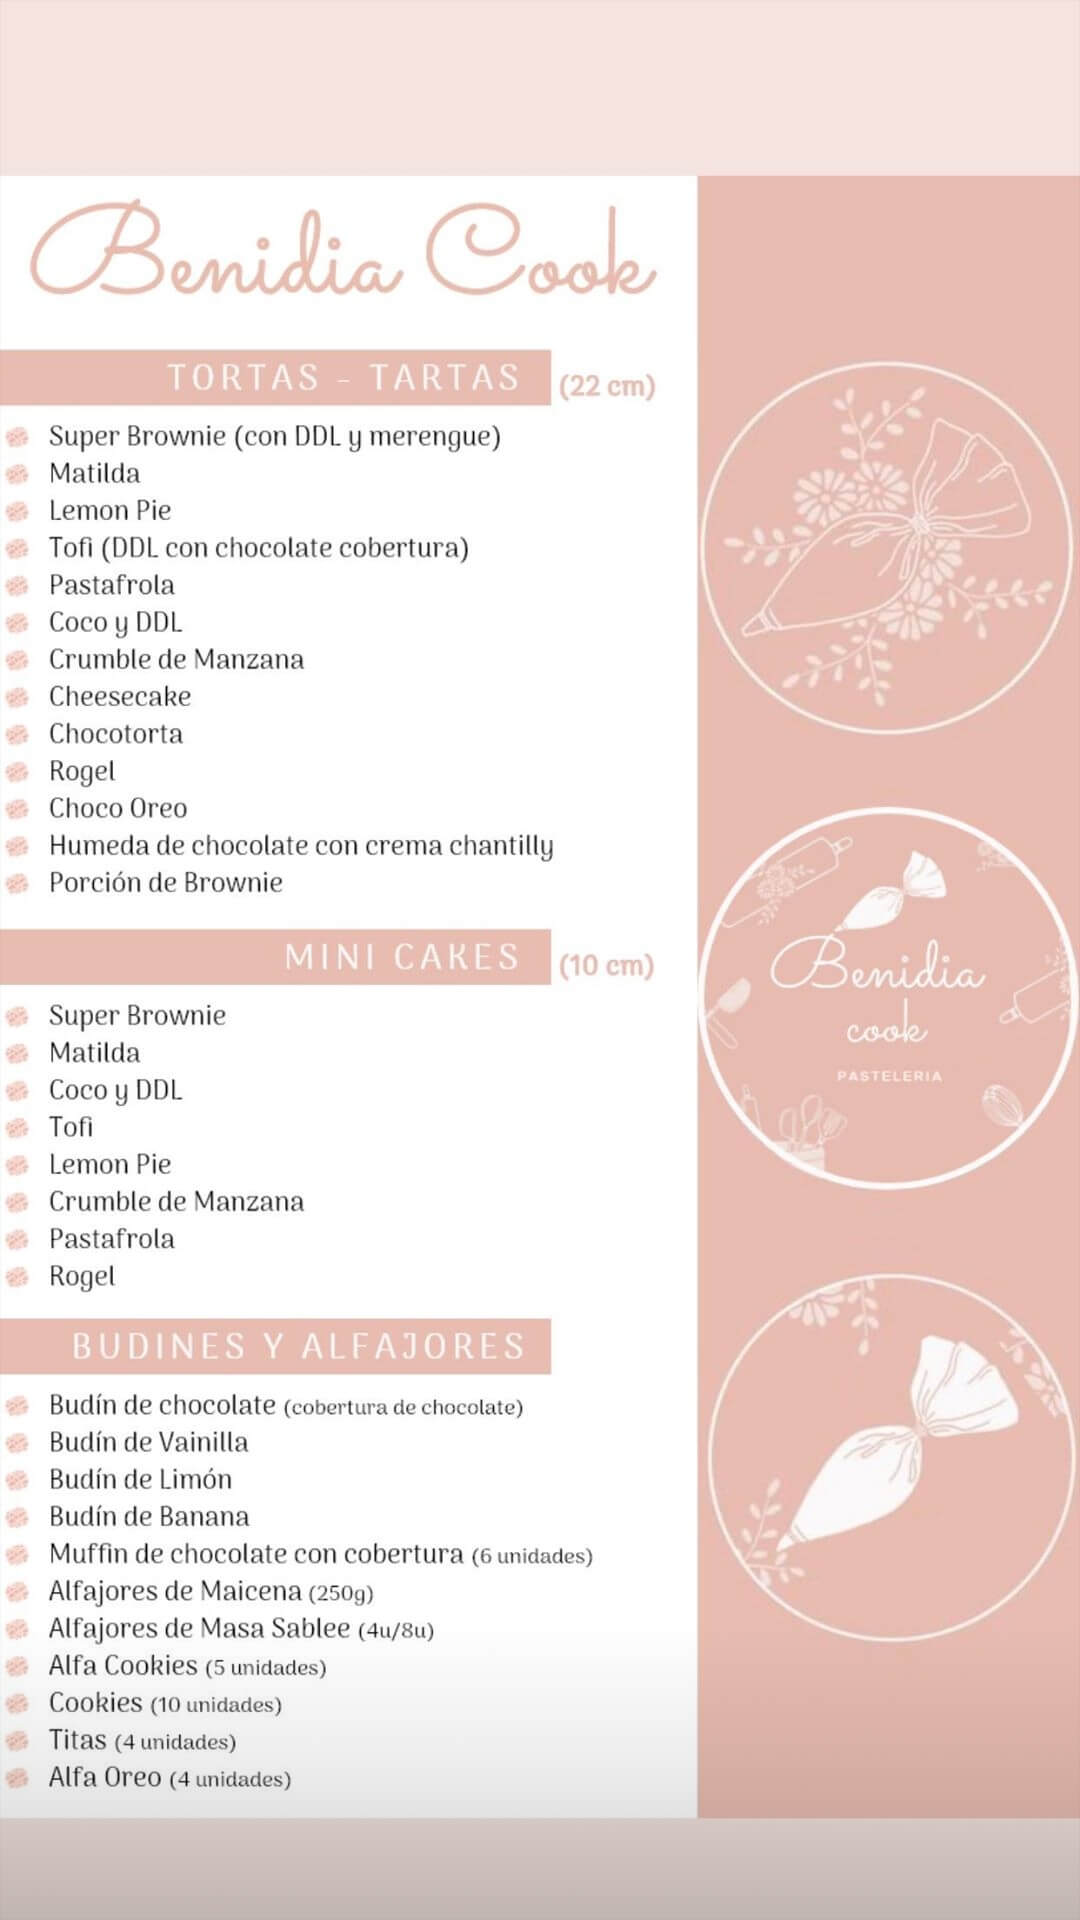 Benidia Cook
TORTAS - TARTAS (22 cm)
Super Brownie (con DDL y merengue)
Matilda
Lemon Pie
Tofi (DDL con chocolate cobertura)
Pastafrola
Coco y DDL
Crumble de Manzana
Cheesecake
Chocotorta
Rogel
Choco Oreo
Humeda de chocolate con crema chantilly
Porción de Brownie
MINI CAKES (10 cm)
Super Brownie
Matilda
Coco y DDL
Tofi
Lemon Pie
Crumble de Manzana
Pastafrola
Rogel
BUDINES Y ALFAJORES
Budín de chocolate (cobertura de chocolate)
Budín de Vainilla
Budín de Limón
Budín de Banana
Muffin de chocolate con cobertura (6 unidades)
Alfajores de Maicena (250g)
Alfajores de Masa Sablee (4u/8u)
Alfa Cookies (5 unidades)
Cookies (10 unidades)
Titas (4 unidades)
Alfa Oreo (4 unidades)
Benidia
cook
PASTELERIA